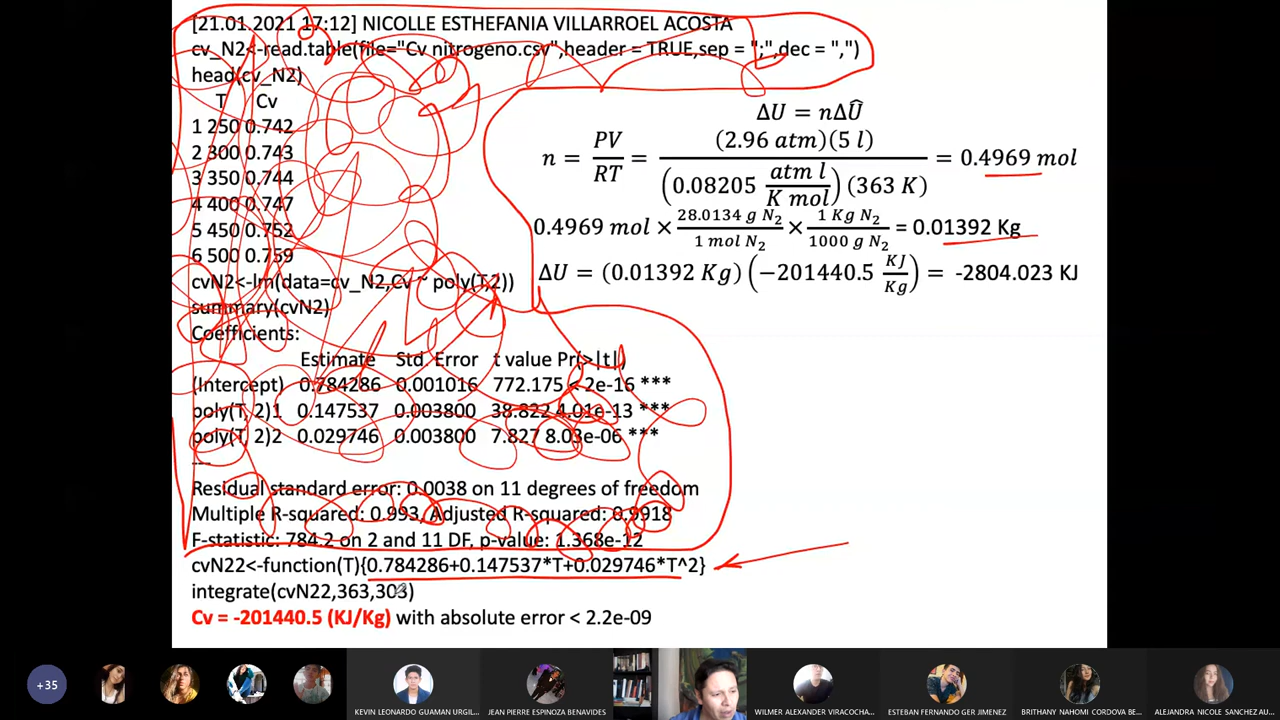 [21.01.2021 17:12] NICOLLE ESTHEFANIA VILLARROEL ACOSTA
cv_N2<-read.table(file="Cv nitrogeno.csv",header = TRUE,sep = ";",dec = ",")
head(cv_N2)
T Cv
1 250 0.742
2 300 0.743
3 350 0.744
4 400 0.747
5 450 0.752
6 500 0.759
cvN2<-lm(data=cv_N2,Cv ~ poly(T,2))
summary(cvN2)
Coefficients:
Estimate Std. Error t value Pr(>|t|)
(Intercept) 0.784286 0.001016 772.175 < 2e-16 ***
poly(T, 2)1 0.147537 0.003800 38.822 4.01e-13 ***
poly(T, 2)2 0.029746 0.003800 7.827 8.03e-06 ***
---
Residual standard error: 0.0038 on 11 degrees of freedom
Multiple R-squared: 0.993, Adjusted R-squared: 0.9918
F-statistic: 784.2 on 2 and 11 DF, p-value: 1.368e-12
cvN22<-function(T){0.784286+0.147537*T+0.029746*T^2}
integrate(cvN22,363,303)
Cv = -201440.5 (KJ/Kg) with absolute error < 2.2e-09
ΔU = nΔÛ
n = PV/RT = (2.96 atm)(5 l)/((0.08205 atm l/K mol)(363 K)) = 0.4969 mol
0.4969 mol × 28.0134 g N₂/1 mol N₂ × 1 Kg N₂/1000 g N₂ = 0.01392 Kg
ΔU = (0.01392 Kg)(−201440.5 KJ/Kg) = -2804.023 KJ
+35
KEVIN LEONARDO GUAMAN URGIL...
JEAN PIERRE ESPINOZA BENAVIDES
WILMER ALEXANDER VIRACOCHA...
ESTEBAN FERNANDO GER JIMENEZ
BRITHANY NAHOMI CORDOVA BE...
ALEJANDRA NICOLE SANCHEZ AU...